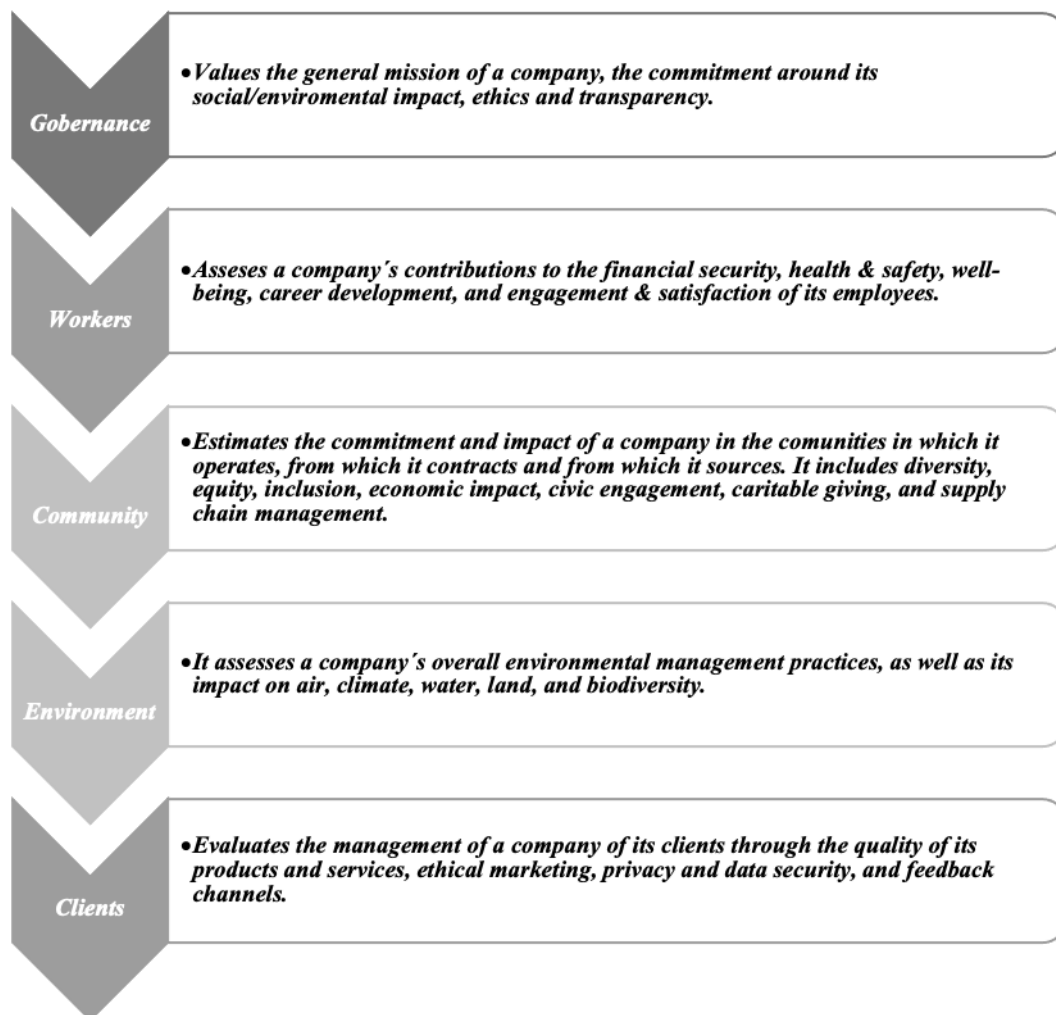 Gobernance
•Values the general mission of a company, the commitment around its
social/enviromental impact, ethics and transparency.
Workers
•Asseses a company´s contributions to the financial security, health & safety, well-
being, career development, and engagement & satisfaction of its employees.
Community
•Estimates the commitment and impact of a company in the comunities in which it
operates, from which it contracts and from which it sources. It includes diversity,
equity, inclusion, economic impact, civic engagement, caritable giving, and supply
chain management.
Environment
•It assesses a company´s overall environmental management practices, as well as its
impact on air, climate, water, land, and biodiversity.
Clients
•Evaluates the management of a company of its clients through the quality of its
products and services, ethical marketing, privacy and data security, and feedback
channels.